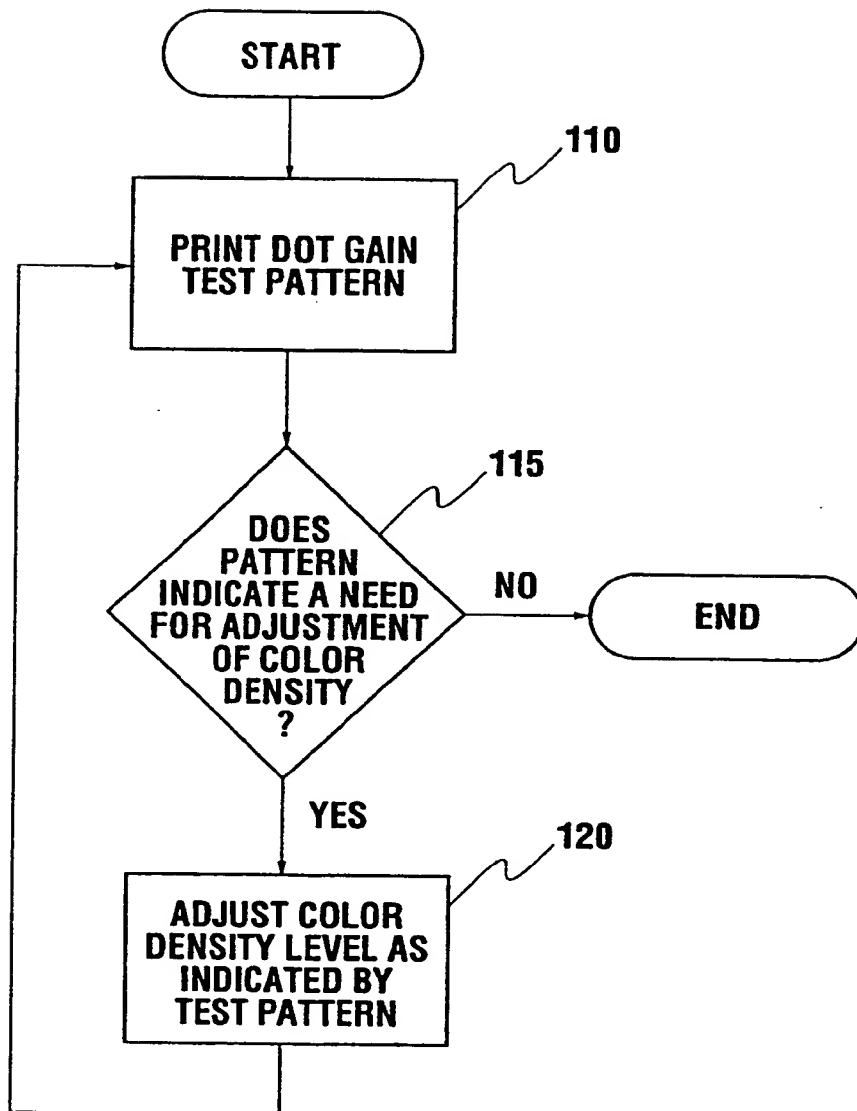 START
110
PRINT DOT GAIN
TEST PATTERN
115
DOES
PATTERN
INDICATE A NEED
FOR ADJUSTMENT
OF COLOR
DENSITY
?
NO
END
YES
120
ADJUST COLOR
DENSITY LEVEL AS
INDICATED BY
TEST PATTERN